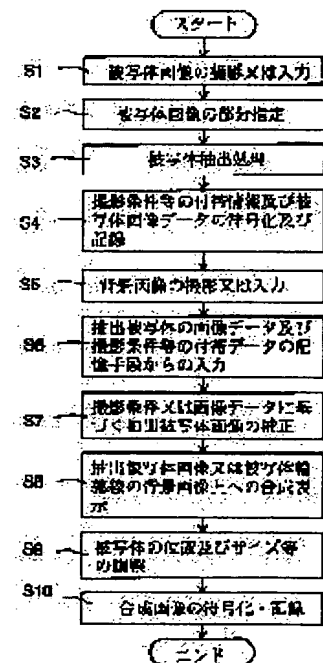 スタート
S1
被写体画像の撮影又は入力
S2
被写体画像の部分指定
S3
被写体抽出処理
S4
撮影条件等の付帯情報及び被
写体画像データの符号化及び
記録
S5
背景画像の撮影又は入力
S6
抽出被写体の画像データ及び
撮影条件等の付帯データの記
憶手段からの入力
S7
撮影条件又は画像データに基
づく抽出被写体画像の補正
S8
抽出被写体画像又は被写体輪
郭線の背景画像上への合成表
示
S9
被写体の位置及びサイズ等
の調整
S10
合成画像の符号化・記録
エンド